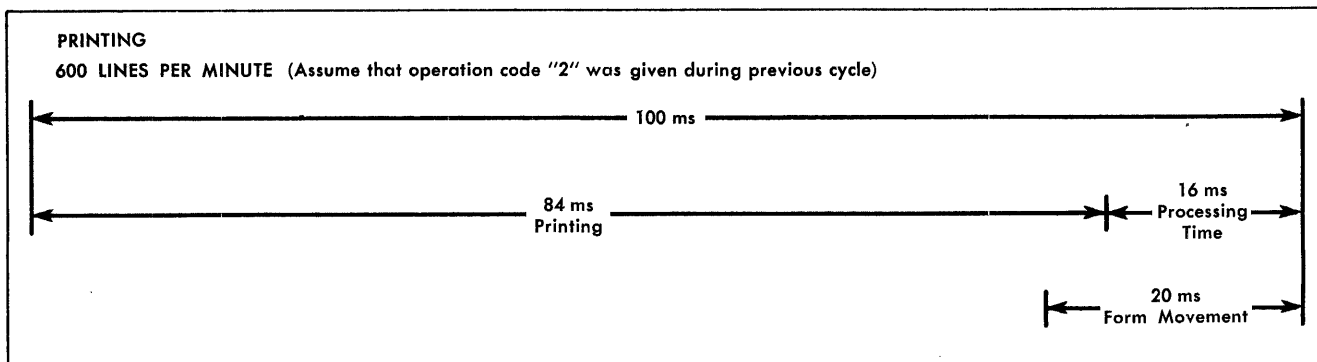 PRINTING
600 LINES PER MINUTE (Assume that operation code "2" was given during previous cycle)
100 ms
84 ms
Printing
16 ms
Processing
Time
20 ms
Form Movement